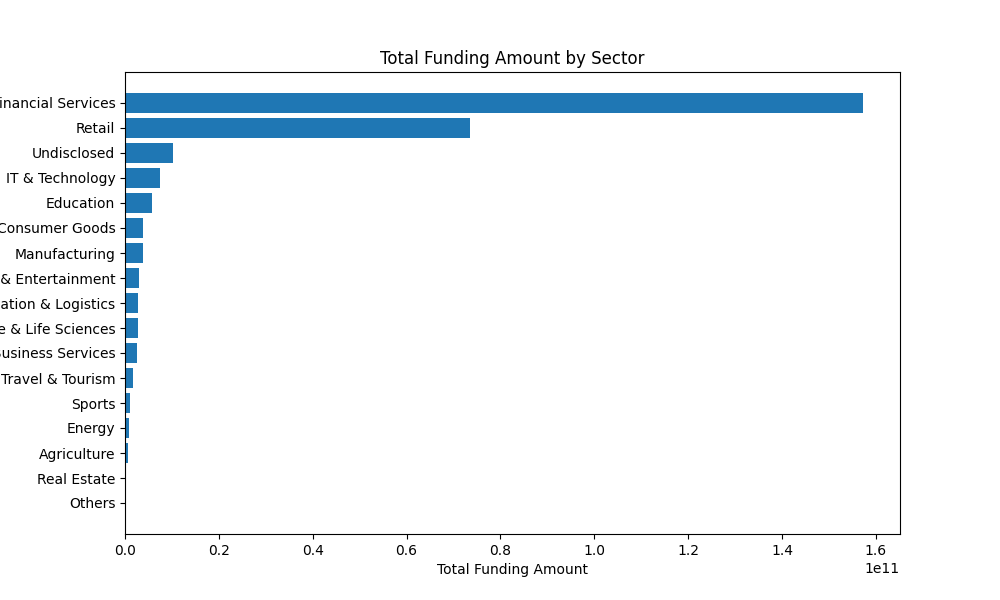 Total Funding Amount by Sector
inancial Services
Retail
Undisclosed
IT & Technology
Education
Consumer Goods
Manufacturing
& Entertainment
ation & Logistics
e & Life Sciences
usiness Services
Travel & Tourism
Sports
Energy
Agriculture
Real Estate
Others
0.0 0.2 0.4 0.6 0.8 1.0 1.2 1.4 1.6
Total Funding Amount
1e11